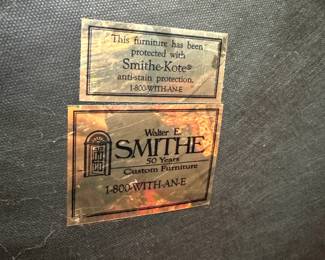 This furniture has been
protected with
Smithe-Kote®
anti-stain protection.
1-800-WITH-AN-E
Walter E.
SMITHE
50 Years
Custom Furniture
1-800-WITH-AN-E